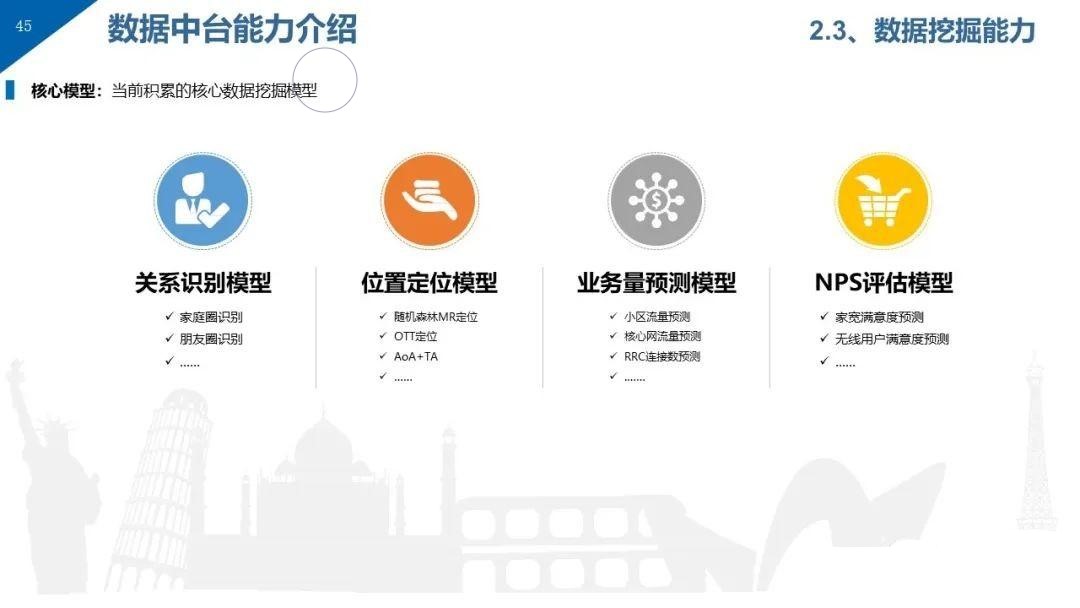 45
数据中台能力介绍
2.3、数据挖掘能力
核心模型：当前积累的核心数据挖掘模型
$
关系识别模型
✓ 家庭圈识别
✓ 朋友圈识别
✓ ......
位置定位模型
✓ 随机森林MR定位
✓ OTT定位
✓ AoA+TA
✓ ......
业务量预测模型
✓ 小区流量预测
✓ 核心网流量预测
✓ RRC连接数预测
✓ .......
NPS评估模型
✓ 家宽满意度预测
✓ 无线用户满意度预测
✓ ......